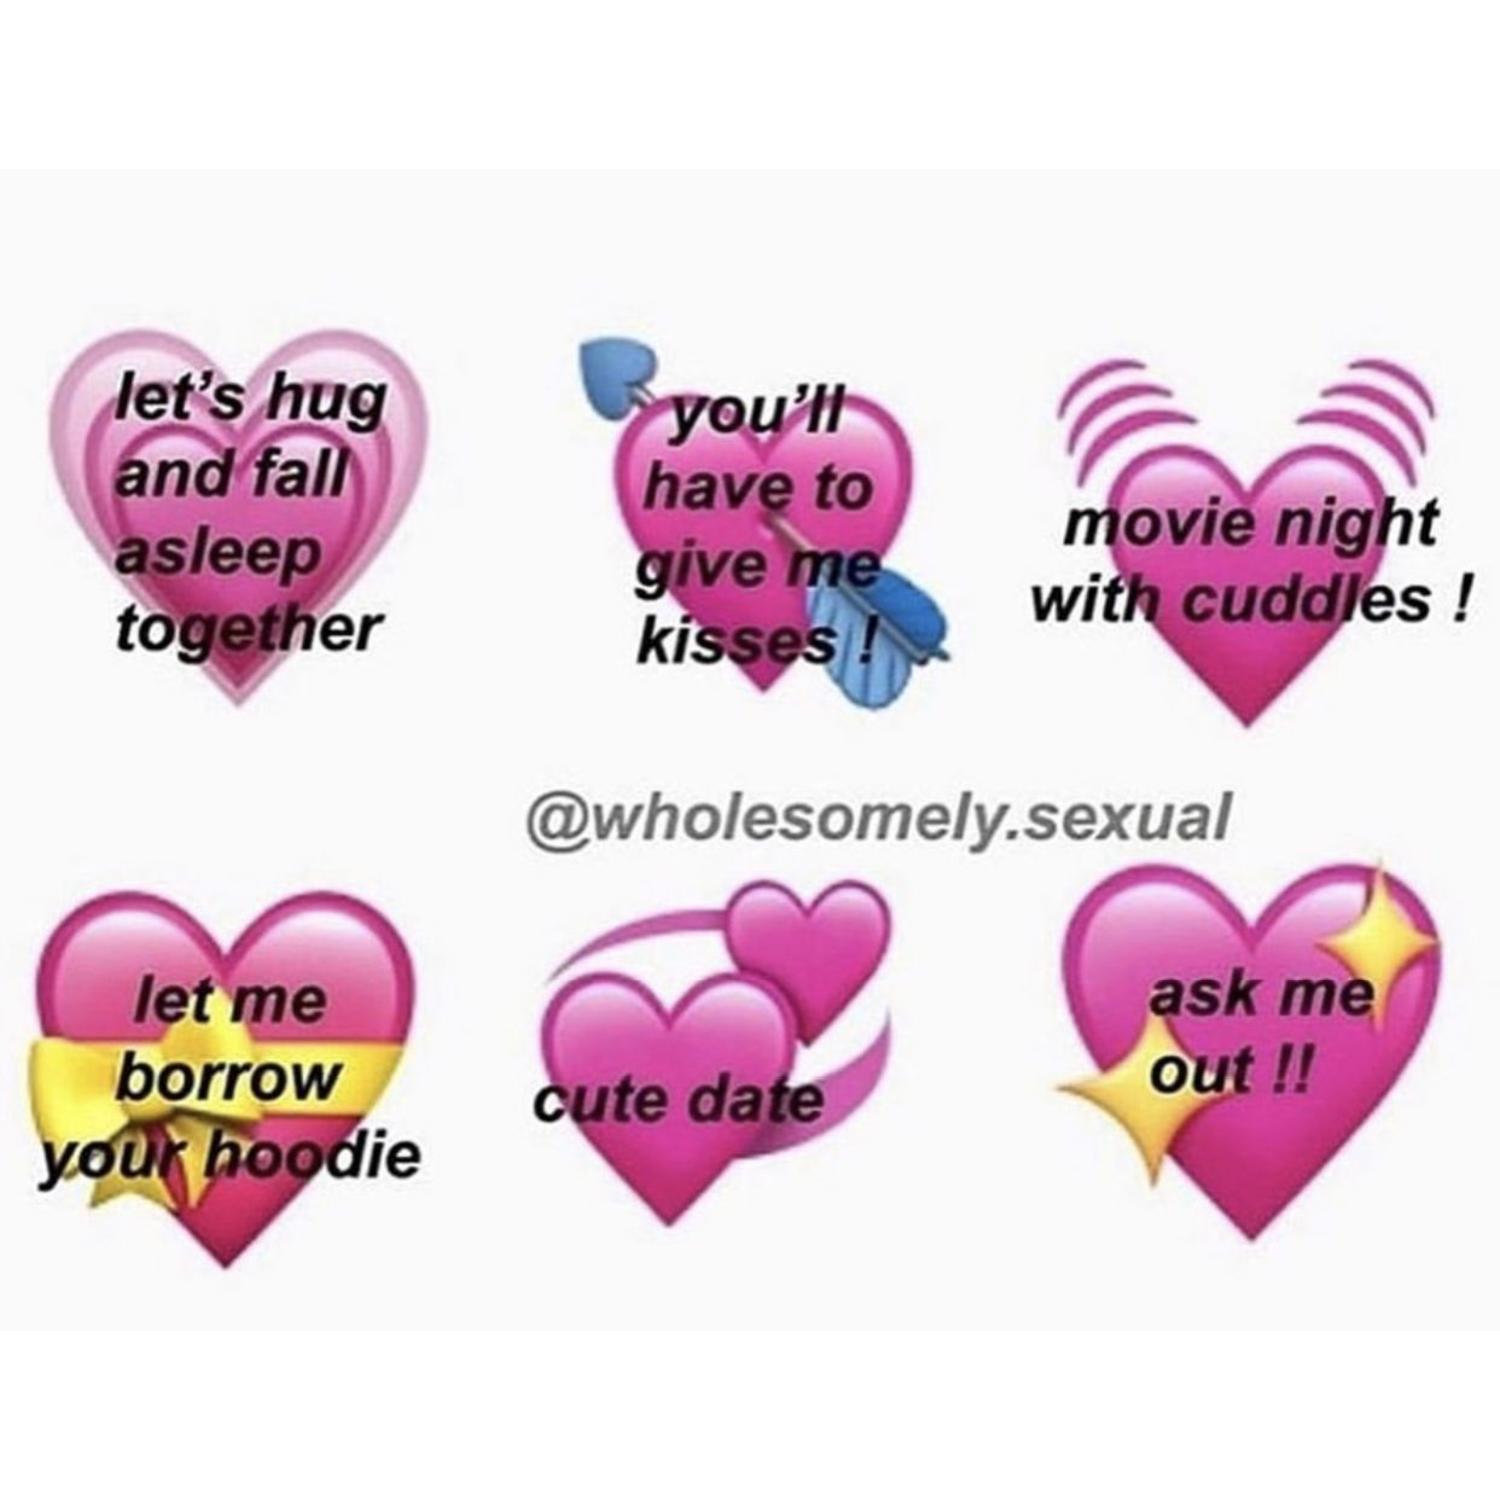 let’s hug
and fall
asleep
together
you’ll
have to
give me
kisses !
movie night
with cuddles !
@wholesomely.sexual
let me
borrow
your hoodie
cute date
ask me
out !!